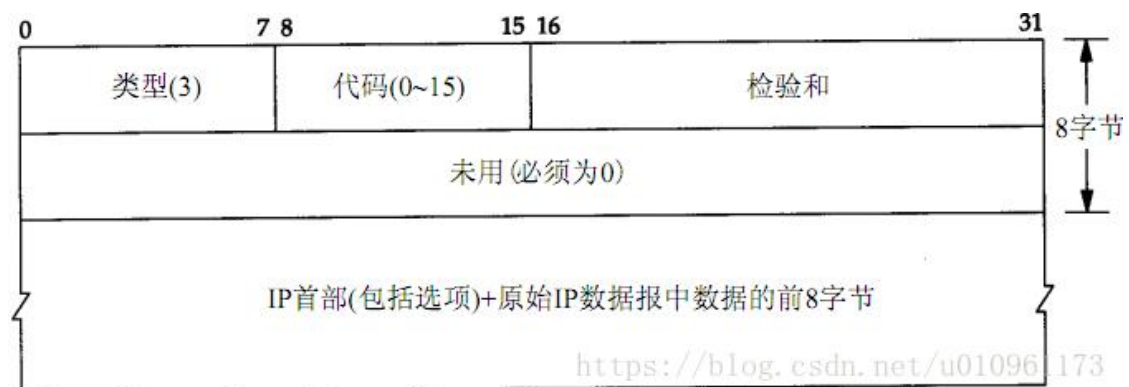 0 7 8 15 16 31
类型(3) 代码(0~15) 检验和
8字节
未用(必须为0)
IP首部(包括选项)+原始IP数据报中数据的前8字节
https://blog.csdn.net/u010961173